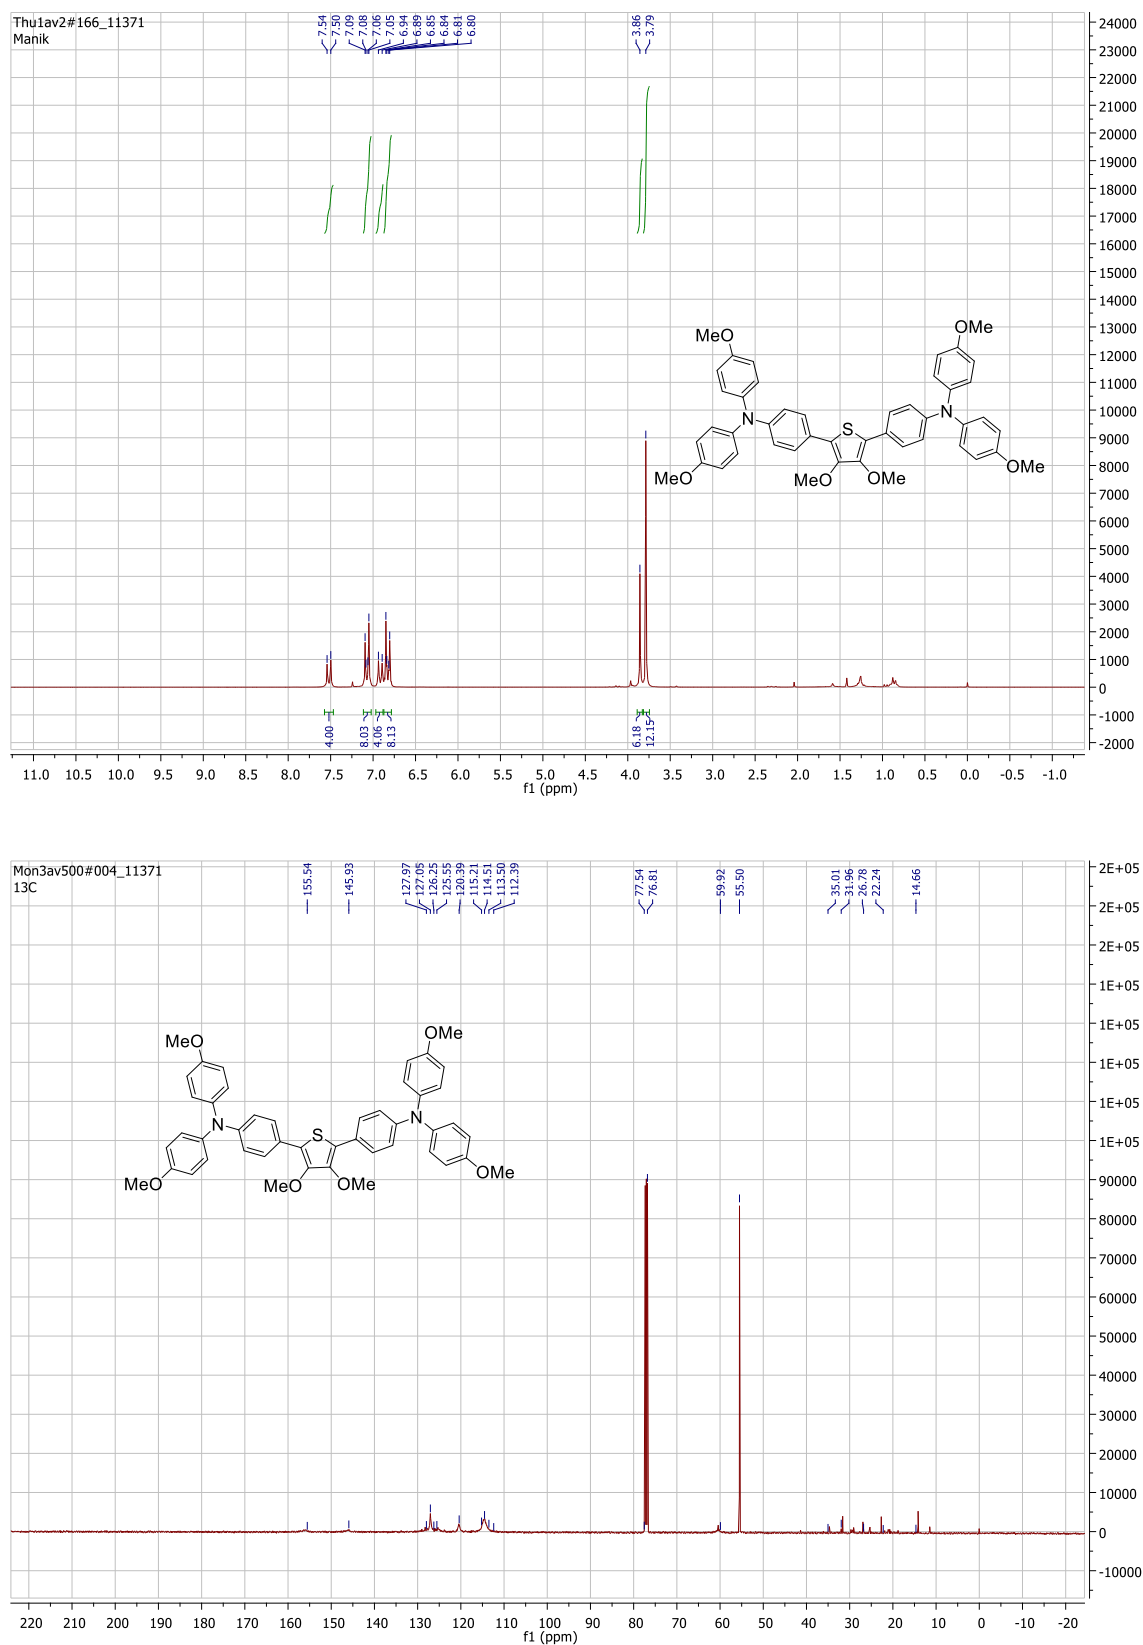 Thu1av2#166_11371
Manik
7.54
7.50
7.09
7.08
7.06
7.05
6.94
6.89
6.85
6.84
6.81
6.80
3.86
3.79
24000
23000
22000
21000
20000
19000
18000
17000
16000
15000
14000
13000
12000
11000
10000
9000
8000
7000
6000
5000
4000
3000
2000
1000
0
-1000
-2000
MeO
OMe
N
N
S
MeO
MeO
OMe
OMe
4.00
8.03
4.06
8.13
6.18
12.15
11.0 10.5 10.0 9.5 9.0 8.5 8.0 7.5 7.0 6.5 6.0 5.5 5.0 4.5 4.0 3.5 3.0 2.5 2.0 1.5 1.0 0.5 0.0 -0.5 -1.0
f1 (ppm)
Mon3av500#004_11371
13C
155.54
145.93
127.97
127.05
126.25
125.55
120.39
115.21
114.51
113.50
112.39
77.54
76.81
59.92
55.50
35.01
31.96
26.78
22.24
14.66
2E+05
2E+05
2E+05
1E+05
1E+05
1E+05
1E+05
1E+05
90000
80000
70000
60000
50000
40000
30000
20000
10000
0
-10000
MeO
OMe
N
N
S
MeO
MeO
OMe
OMe
220 210 200 190 180 170 160 150 140 130 120 110 100 90 80 70 60 50 40 30 20 10 0 -10 -20
f1 (ppm)